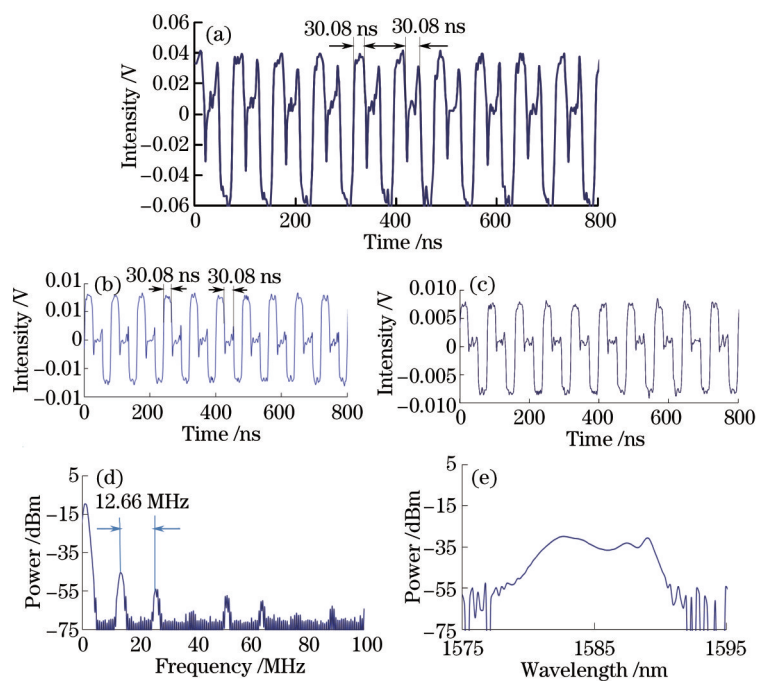 (a)
30.08 ns
30.08 ns
Intensity /V
0.06
0.04
0.02
0
−0.02
−0.04
−0.06
0
200
400
600
800
Time /ns
(b)
30.08 ns
30.08 ns
Intensity /V
0.01
0.01
0
−0.01
−0.01
0
200
400
600
800
Time /ns
(c)
Intensity /V
0.010
0.005
0
−0.005
−0.010
0
200
400
600
800
Time /ns
(d)
12.66 MHz
Power /dBm
5
−15
−35
−55
−75
0
20
40
60
80
100
Frequency /MHz
(e)
Power /dBm
5
−15
−35
−55
−75
1575
1585
1595
Wavelength /nm